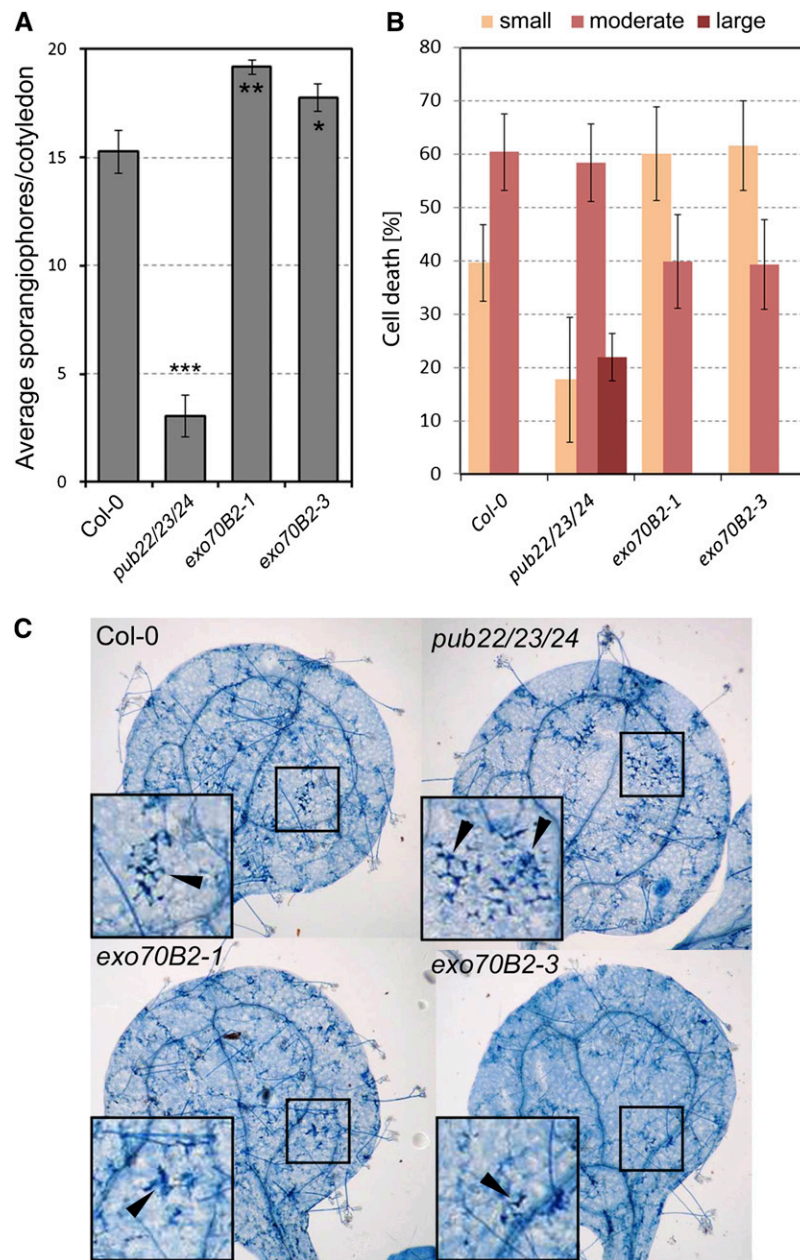 A
Average sporangiophores/cotyledon
20
15
10
5
0
***
**
*
Col-0
pub22/23/24
exo70B2-1
exo70B2-3
B
small moderate large
Cell death [%]
80
70
60
50
40
30
20
10
0
Col-0
pub22/23/24
exo70B2-1
exo70B2-3
C
Col-0
pub22/23/24
exo70B2-1
exo70B2-3